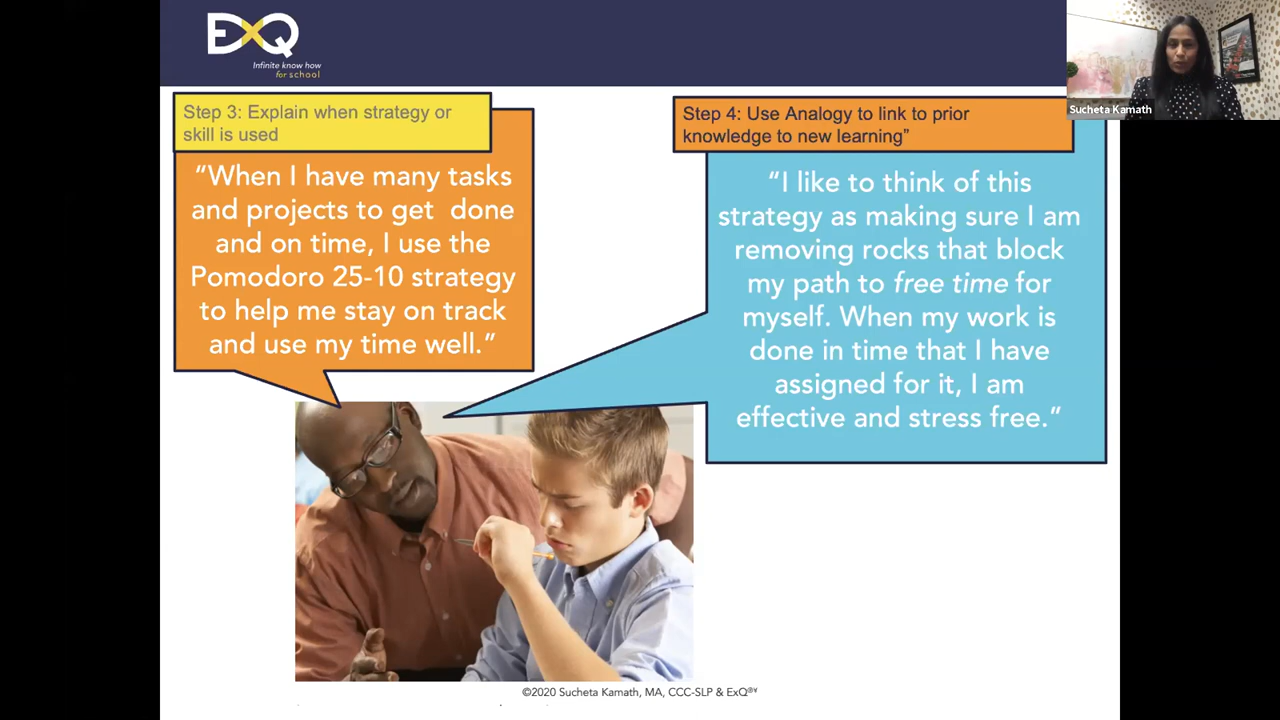 EXQ
Infinite know how
for school
Sucheta Kamath
Step 3: Explain when strategy or
skill is used
“When I have many tasks
and projects to get done
and on time, I use the
Pomodoro 25-10 strategy
to help me stay on track
and use my time well.”
Step 4: Use Analogy to link to prior
knowledge to new learning”
“I like to think of this
strategy as making sure I am
removing rocks that block
my path to free time for
myself. When my work is
done in time that I have
assigned for it, I am
effective and stress free.”
©2020 Sucheta Kamath, MA, CCC-SLP & ExQ®¥